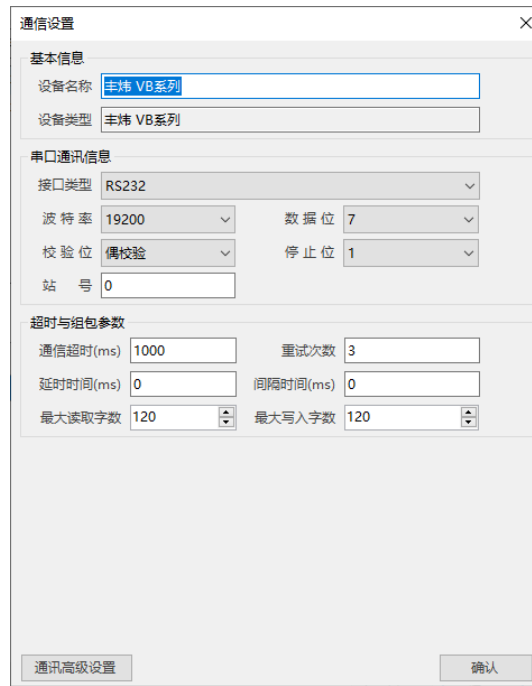 通信设置
基本信息
设备名称 丰炜 VB系列
设备类型 丰炜 VB系列
串口通讯信息
接口类型 RS232
波特率 19200 数据位 7
校验位 偶校验 停止位 1
站 号 0
超时与组包参数
通信超时(ms) 1000 重试次数 3
延时时间(ms) 0 间隔时间(ms) 0
最大读取字数 120 最大写入字数 120
通讯高级设置 确认